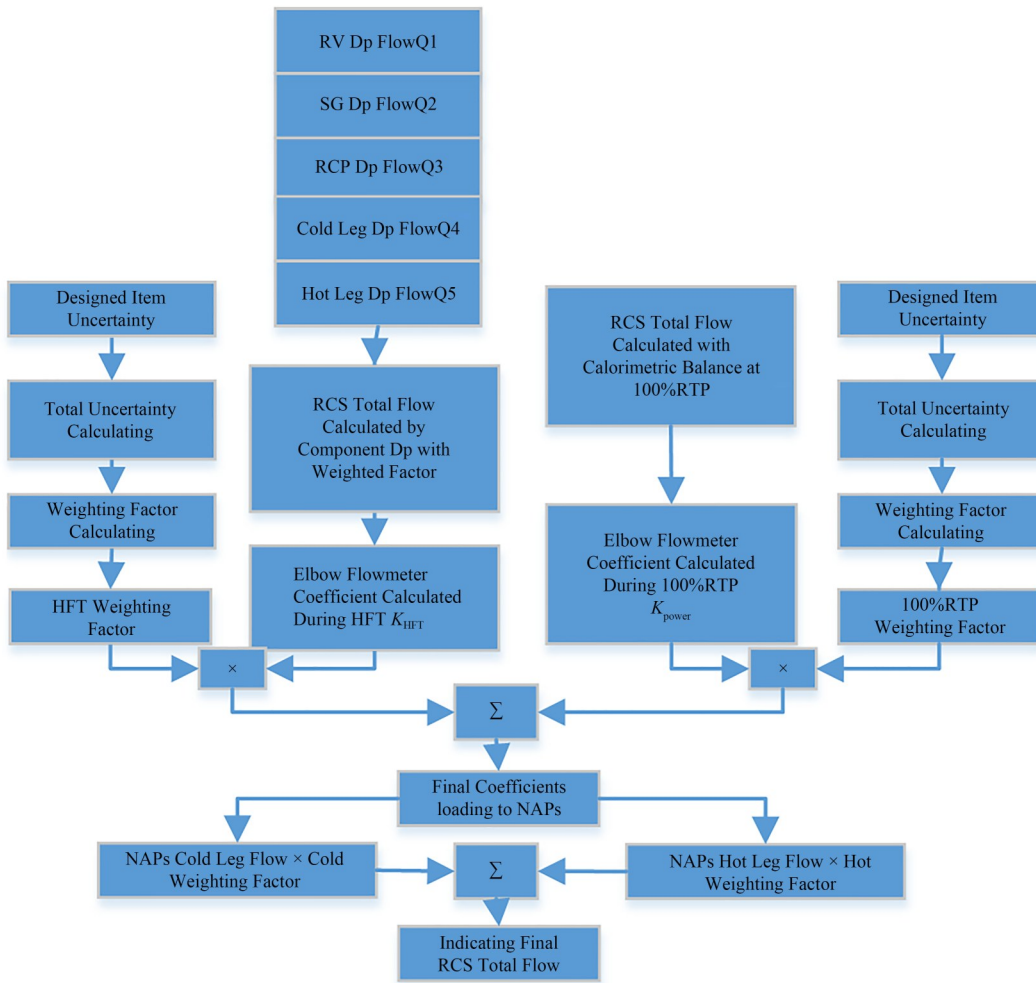 RV Dp FlowQ1
SG Dp FlowQ2
RCP Dp FlowQ3
Cold Leg Dp FlowQ4
Hot Leg Dp FlowQ5
Designed Item
Uncertainty
Total Uncertainty
Calculating
Weighting Factor
Calculating
HFT Weighting
Factor
RCS Total Flow
Calculated by
Component Dp with
Weighted Factor
Elbow Flowmeter
Coefficient Calculated
During HFT K_HFT
RCS Total Flow
Calculated with
Calorimetric Balance at
100%RTP
Elbow Flowmeter
Coefficient Calculated
During 100%RTP
K_power
Designed Item
Uncertainty
Total Uncertainty
Calculating
Weighting Factor
Calculating
100%RTP
Weighting Factor
×
×
Σ
Final Coefficients
loading to NAPs
NAPs Cold Leg Flow × Cold
Weighting Factor
Σ
NAPs Hot Leg Flow × Hot
Weighting Factor
Indicating Final
RCS Total Flow